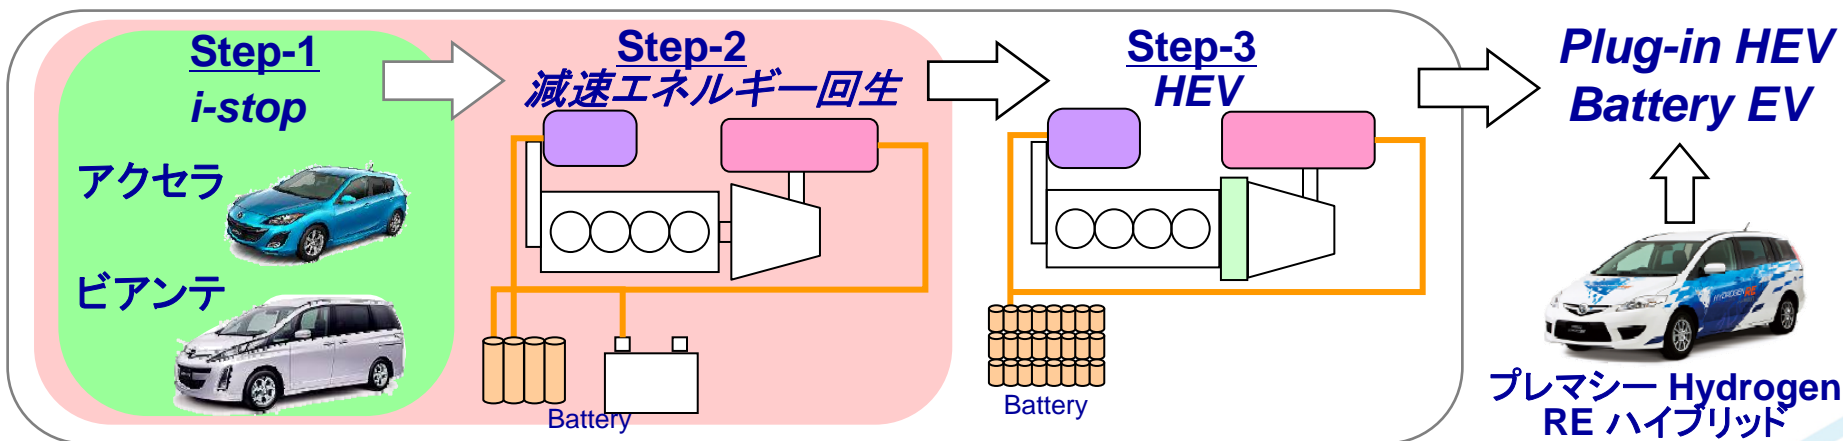 Step-1
i-stop
アクセラ
ビアンテ
Step-2
減速エネルギー回生
Battery
Step-3
HEV
Battery
Plug-in HEV
Battery EV
HYDROGEN RE
プレマシー Hydrogen
RE ハイブリッド